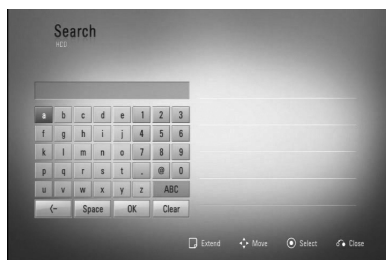 Search
HDD
a b c d e 1 2 3
f g h i j 4 5 6
k l m n o 7 8 9
p q r s t . @ 0
u v w x y z ABC
<- Space OK Clear
Extend Move Select Close